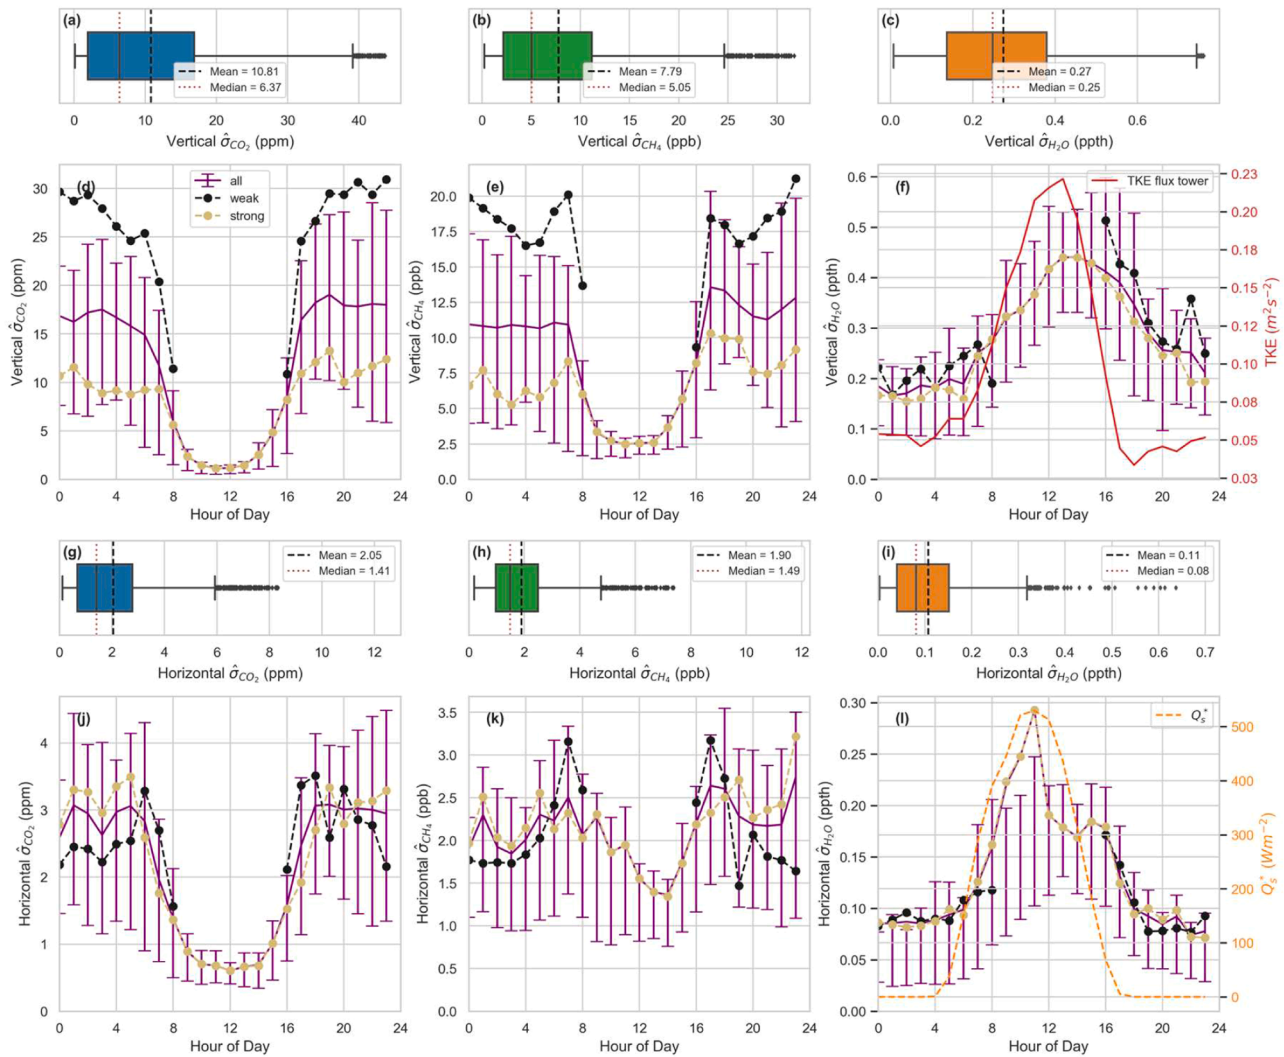 (a)
Mean = 10.81
Median = 6.37
0 10 20 30 40
Vertical σ̂_CO₂ (ppm)
(b)
Mean = 7.79
Median = 5.05
0 5 10 15 20 25 30
Vertical σ̂_CH₄ (ppb)
(c)
Mean = 0.27
Median = 0.25
0.0 0.2 0.4 0.6
Vertical σ̂_H₂O (ppth)
(d)
all
weak
strong
Vertical σ̂_CO₂ (ppm)
30
25
20
15
10
5
0
0 4 8 12 16 20 24
Hour of Day
(e)
Vertical σ̂_CH₄ (ppb)
20.0
17.5
15.0
12.5
10.0
7.5
5.0
2.5
0.0
0 4 8 12 16 20 24
Hour of Day
(f)
TKE flux tower
Vertical σ̂_H₂O (ppth)
0.6
0.5
0.4
0.3
0.2
0.1
0.0
0 4 8 12 16 20 24
Hour of Day
0.23
0.20
0.18
0.15
0.12
0.10
0.08
0.05
0.03
TKE (m²s⁻²)
(g)
Mean = 2.05
Median = 1.41
0 2 4 6 8 10 12
Horizontal σ̂_CO₂ (ppm)
(h)
Mean = 1.90
Median = 1.49
0 2 4 6 8 10 12
Horizontal σ̂_CH₄ (ppb)
(i)
Mean = 0.11
Median = 0.08
0.0 0.1 0.2 0.3 0.4 0.5 0.6 0.7
Horizontal σ̂_H₂O (ppth)
(j)
Horizontal σ̂_CO₂ (ppm)
4
3
2
1
0
0 4 8 12 16 20 24
Hour of Day
(k)
Horizontal σ̂_CH₄ (ppb)
3.5
3.0
2.5
2.0
1.5
1.0
0.5
0.0
0 4 8 12 16 20 24
Hour of Day
(l)
Q_s^*
Horizontal σ̂_H₂O (ppth)
0.30
0.25
0.20
0.15
0.10
0.05
0.00
0 4 8 12 16 20 24
Hour of Day
500
400
300
200
100
0
Q_s^* (Wm⁻²)